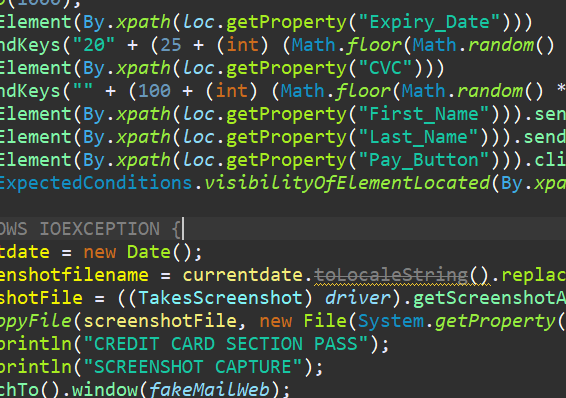 (1000);
Element(By.xpath(loc.getProperty("Expiry_Date")))
ndKeys("20" + (25 + (int) (Math.floor(Math.random()
Element(By.xpath(loc.getProperty("CVC")))
ndKeys("" + (100 + (int) (Math.floor(Math.random() *
Element(By.xpath(loc.getProperty("First_Name"))).sen
Element(By.xpath(loc.getProperty("Last_Name"))).send
Element(By.xpath(loc.getProperty("Pay_Button"))).cli
ExpectedConditions.visibilityOfElementLocated(By.xpa
OWS IOEXCEPTION {
tdate = new Date();
enshotfilename = currentdate.toLocaleString().replac
shotFile = ((TakesScreenshot) driver).getScreenshotA
opyFile(screenshotFile, new File(System.getProperty(
println("CREDIT CARD SECTION PASS");
println("SCREENSHOT CAPTURE");
chTo().window(fakeMailWeb);